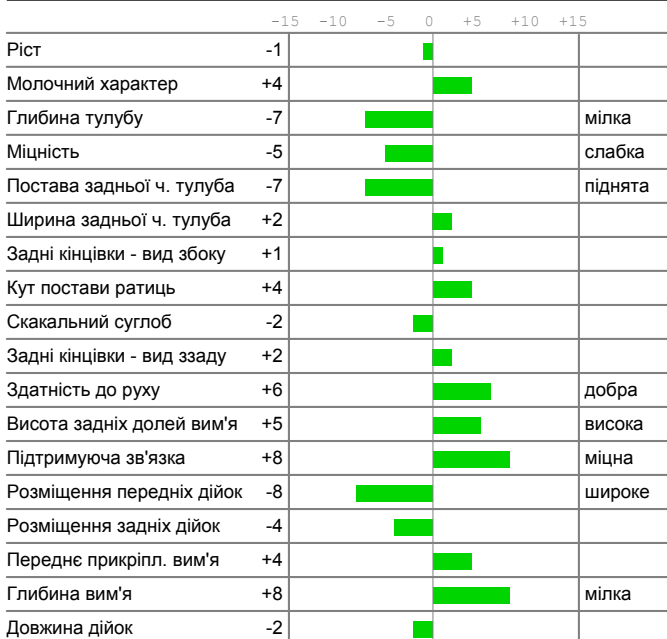 -15 -10 -5 0 +5 +10 +15
Ріст -1
Молочний характер +4
Глибина тулубу -7 мілка
Міцність -5 слабка
Постава задньої ч. тулуба -7 піднята
Ширина задньої ч. тулуба +2
Задні кінцівки - вид збоку +1
Кут постави ратиць +4
Скакальний суглоб -2
Задні кінцівки - вид ззаду +2
Здатність до руху +6 добра
Висота задніх долей вим'я +5 висока
Підтримуюча зв'язка +8 міцна
Розміщення передніх дійок -8 широке
Розміщення задніх дійок -4
Переднє прикріпл. вим'я +4
Глибина вим'я +8 мілка
Довжина дійок -2